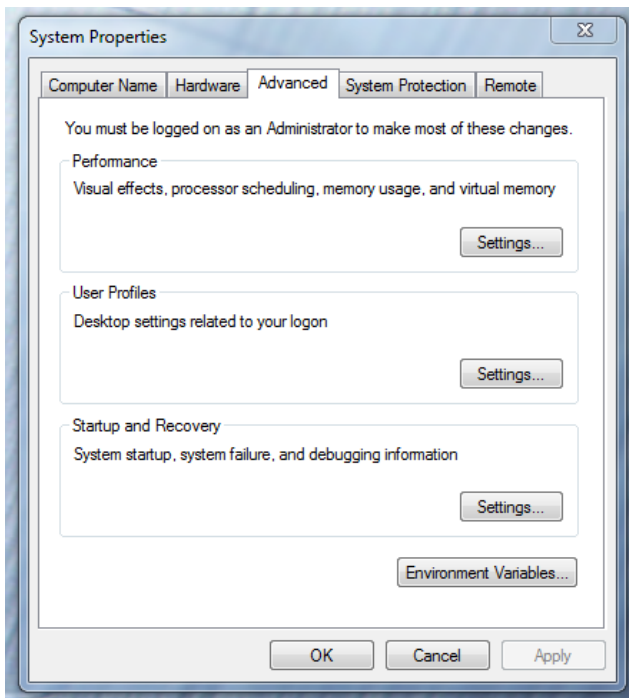 System Properties
Computer Name Hardware Advanced System Protection Remote
You must be logged on as an Administrator to make most of these changes.
Performance
Visual effects, processor scheduling, memory usage, and virtual memory
Settings...
User Profiles
Desktop settings related to your logon
Settings...
Startup and Recovery
System startup, system failure, and debugging information
Settings...
Environment Variables...
OK Cancel Apply